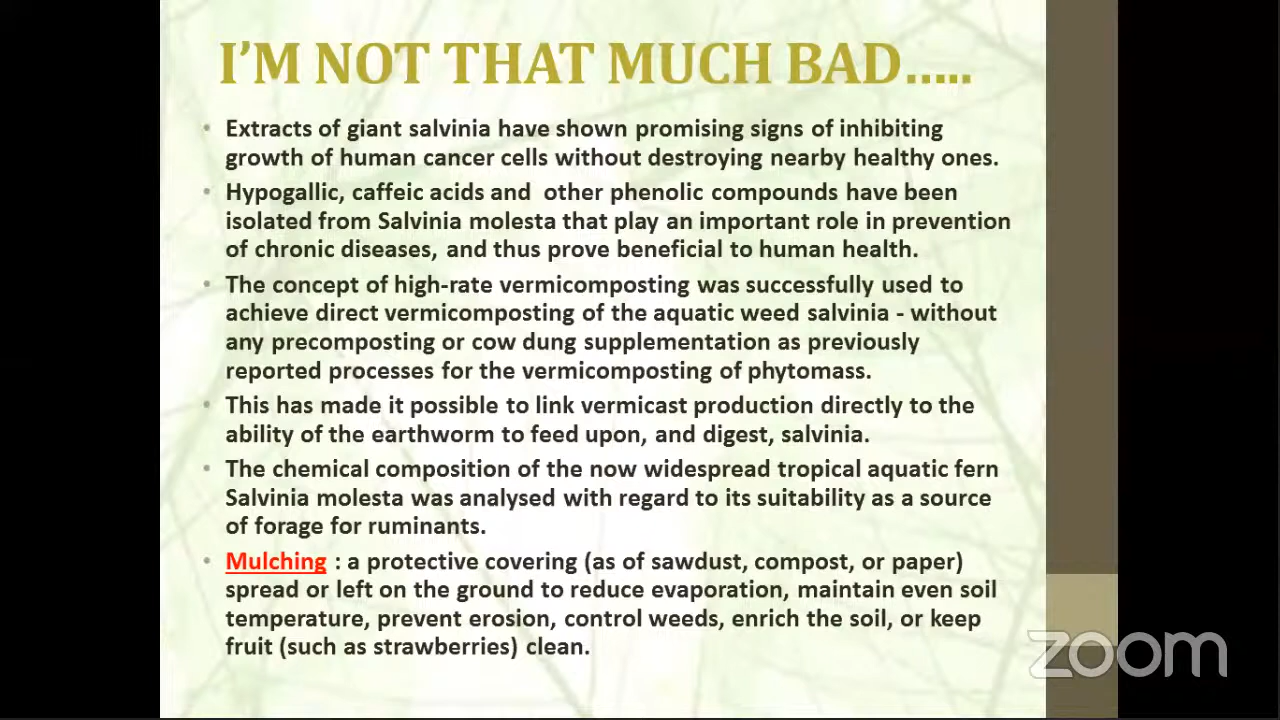 I'M NOT THAT MUCH BAD.....
• Extracts of giant salvinia have shown promising signs of inhibiting
growth of human cancer cells without destroying nearby healthy ones.
• Hypogallic, caffeic acids and  other phenolic compounds have been
isolated from Salvinia molesta that play an important role in prevention
of chronic diseases, and thus prove beneficial to human health.
• The concept of high-rate vermicomposting was successfully used to
achieve direct vermicomposting of the aquatic weed salvinia - without
any precomposting or cow dung supplementation as previously
reported processes for the vermicomposting of phytomass.
• This has made it possible to link vermicast production directly to the
ability of the earthworm to feed upon, and digest, salvinia.
• The chemical composition of the now widespread tropical aquatic fern
Salvinia molesta was analysed with regard to its suitability as a source
of forage for ruminants.
• Mulching : a protective covering (as of sawdust, compost, or paper)
spread or left on the ground to reduce evaporation, maintain even soil
temperature, prevent erosion, control weeds, enrich the soil, or keep
fruit (such as strawberries) clean.
zoom